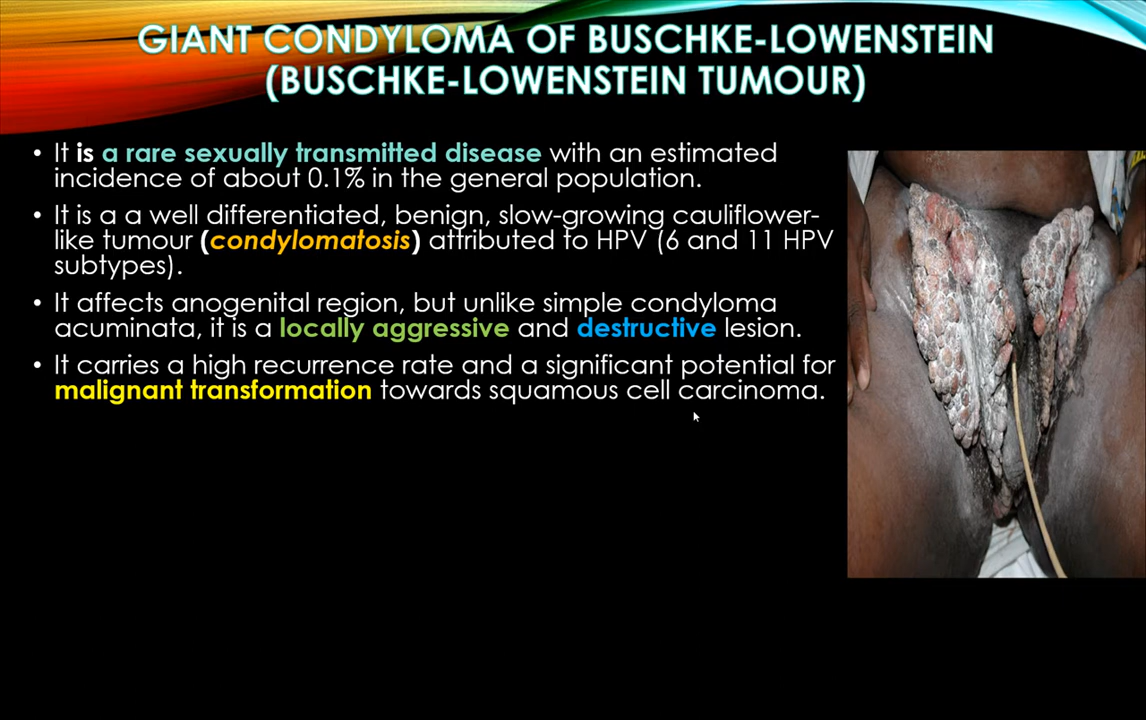 GIANT CONDYLOMA OF BUSCHKE-LOWENSTEIN
(BUSCHKE-LOWENSTEIN TUMOUR)
• It is a rare sexually transmitted disease with an estimated
incidence of about 0.1% in the general population.
• It is a a well differentiated, benign, slow-growing cauliflower-
like tumour (condylomatosis) attributed to HPV (6 and 11 HPV
subtypes).
• It affects anogenital region, but unlike simple condyloma
acuminata, it is a locally aggressive and destructive lesion.
• It carries a high recurrence rate and a significant potential for
malignant transformation towards squamous cell carcinoma.